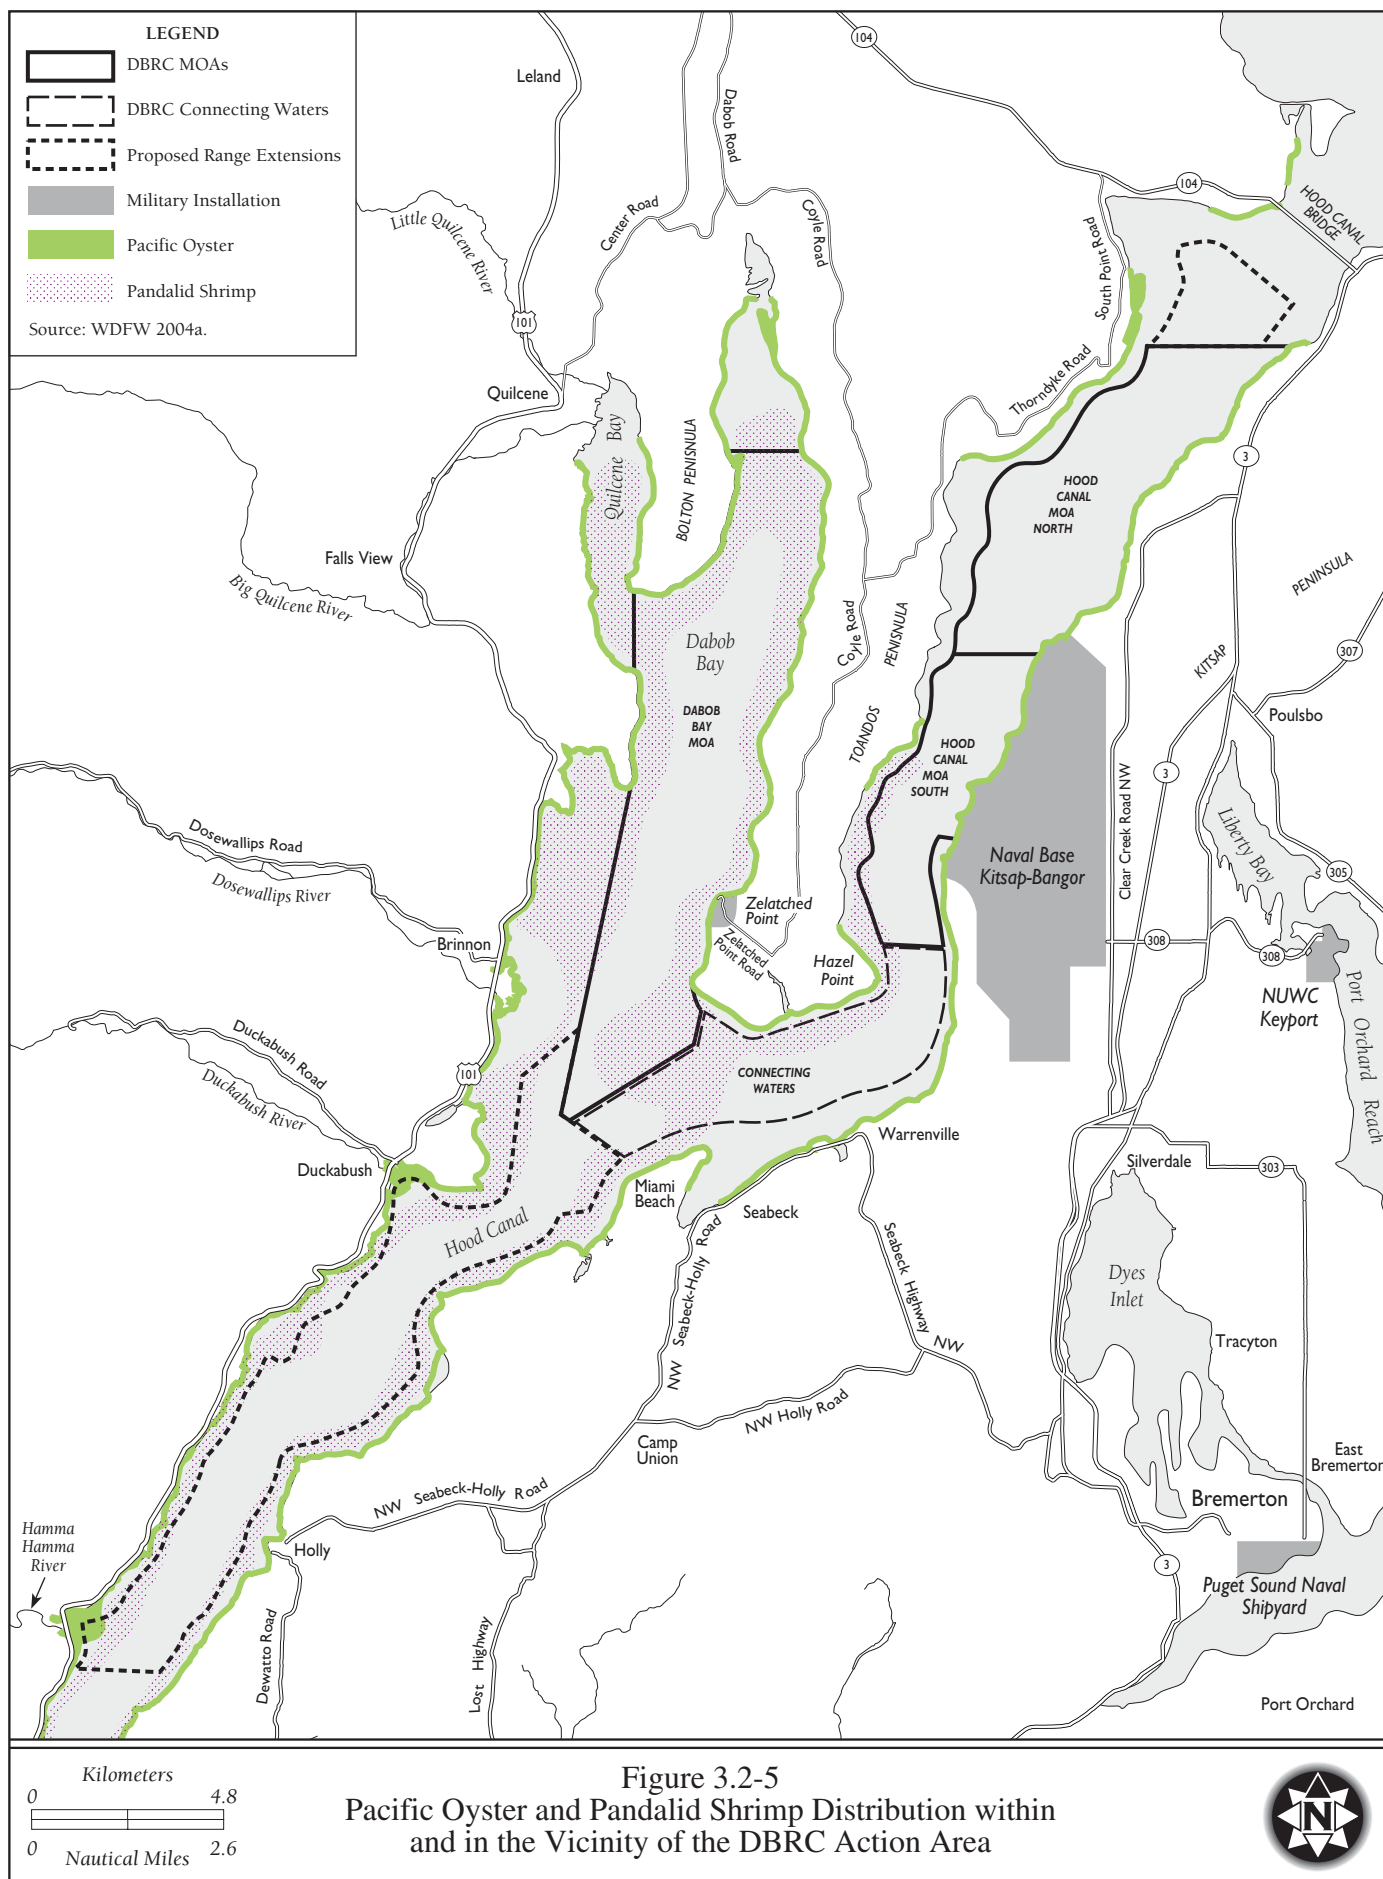 LEGEND
DBRC MOAs
DBRC Connecting Waters
Proposed Range Extensions
Military Installation
Pacific Oyster
Pandalid Shrimp
Source: WDFW 2004a.
Leland
104
Dabob Road
Little Quilcene River
Center Road
Coyle Road
104
HOOD CANAL
BRIDGE
South Point Road
101
Quilcene
Quilcene Bay
BOLTON PENISNULA
Thorndyke Road
3
HOOD
CANAL
MOA
NORTH
Falls View
Big Quilcene River
Dabob
Bay
DABOB
BAY
MOA
Coyle Road
TOANDOS
PENISNULA
KITSAP
PENINSULA
307
Poulsbo
HOOD
CANAL
MOA
SOUTH
3
Clear Creek Road NW
Dosewallips Road
Dosewallips River
Naval Base
Kitsap-Bangor
Liberty Bay
305
Brinnon
Zelatched
Point
Zelatched
Point Road
Hazel
Point
308
308
NUWC
Keyport
Port Orchard Reach
Duckabush Road
Duckabush River
101
CONNECTING
WATERS
Duckabush
Warrenville
Silverdale
303
Miami
Beach
Seabeck
Hood Canal
NW Seabeck-Holly Road
Seabeck Highway NW
Dyes
Inlet
Tracyton
NW Holly Road
Camp
Union
East
Bremerton
NW Seabeck-Holly Road
Bremerton
Hamma
Hamma
River
Holly
3
Puget Sound Naval
Shipyard
Dewatto Road
Lost Highway
Port Orchard
Kilometers
0 4.8
0 2.6
Nautical Miles
Figure 3.2-5
Pacific Oyster and Pandalid Shrimp Distribution within
and in the Vicinity of the DBRC Action Area
N